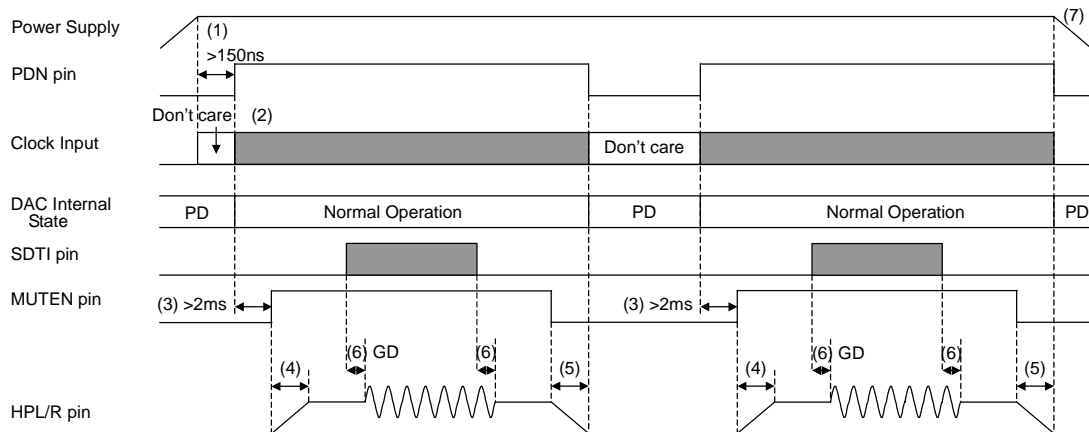 Power Supply
(1)
(7)
>150ns
PDN pin
Don't care
(2)
Clock Input
Don't care
DAC Internal
State
PD
Normal Operation
PD
Normal Operation
PD
SDTI pin
MUTEN pin
(3) >2ms
(3) >2ms
(4)
(6) GD
(6)
(5)
(4)
(6) GD
(6)
(5)
HPL/R pin